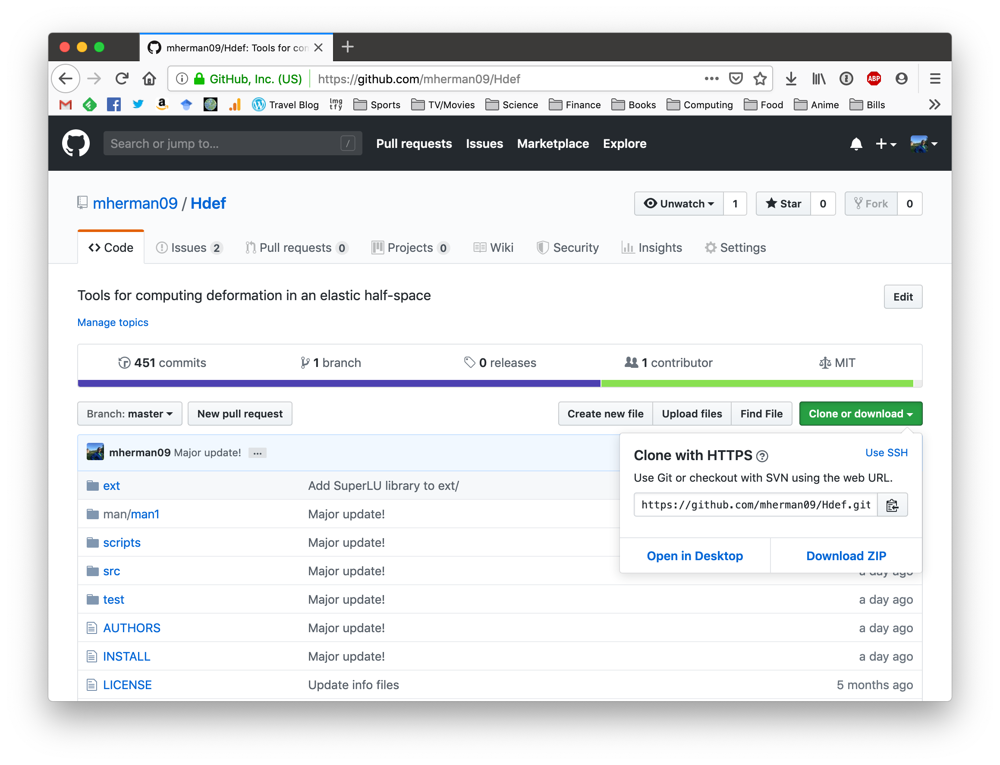 mherman09/Hdef: Tools for con
GitHub, Inc. (US) https://github.com/mherman09/Hdef
ABP
Travel Blog lmg tfy Sports TV/Movies Science Finance Books Computing Food Anime Bills
Search or jump to... / Pull requests Issues Marketplace Explore
mherman09 / Hdef Unwatch 1 Star 0 Fork 0
Code Issues 2 Pull requests 0 Projects 0 Wiki Security Insights Settings
Tools for computing deformation in an elastic half-space Edit
Manage topics
451 commits 1 branch 0 releases 1 contributor MIT
Branch: master New pull request Create new file Upload files Find File Clone or download
mherman09 Major update! ...
Clone with HTTPS ? Use SSH
Use Git or checkout with SVN using the web URL.
https://github.com/mherman09/Hdef.git
Open in Desktop Download ZIP
ext Add SuperLU library to ext/
man/man1 Major update!
scripts Major update!
src Major update! a day ago
test Major update! a day ago
AUTHORS Major update! a day ago
INSTALL Major update! a day ago
LICENSE Update info files 5 months ago